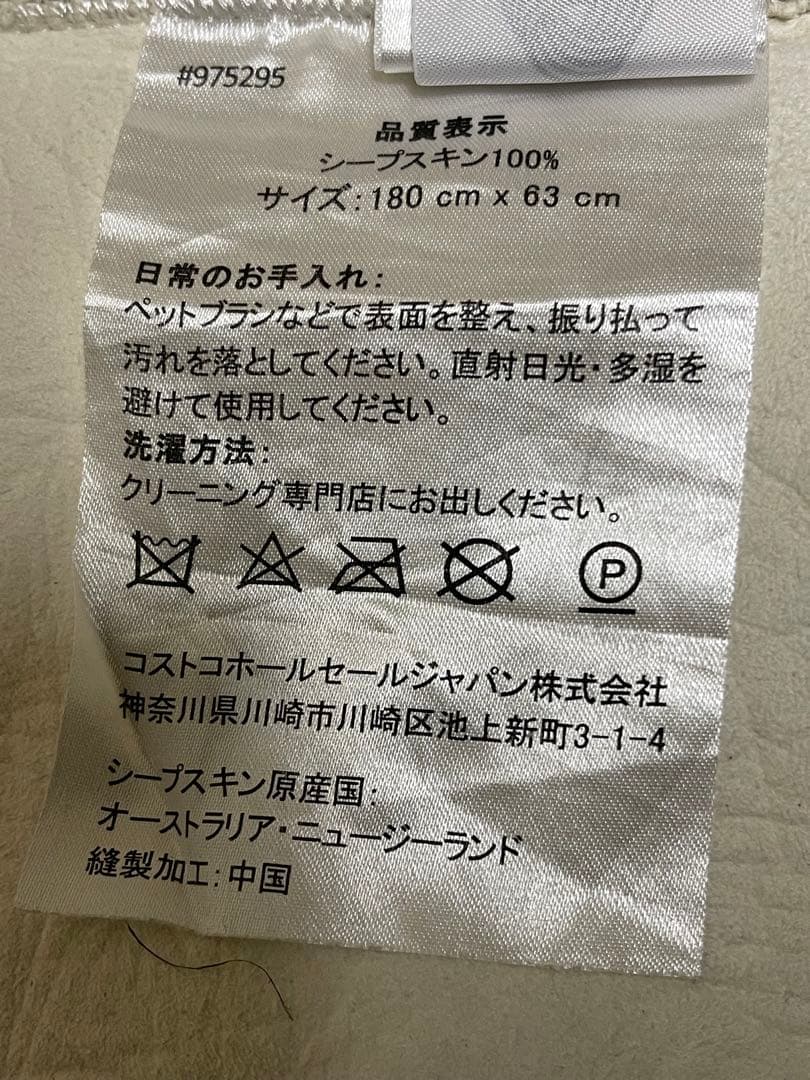 #975295
品質表示
シープスキン100%
サイズ:180 cm x 63 cm
日常のお手入れ:
ペットブラシなどで表面を整え、振り払って
汚れを落としてください。直射日光・多湿を
避けて使用してください。
洗濯方法:
クリーニング専門店にお出しください。
P
コストコホールセールジャパン株式会社
神奈川県川崎市川崎区池上新町3-1-4
シープスキン原産国:
オーストラリア・ニュージーランド
縫製加工:中国